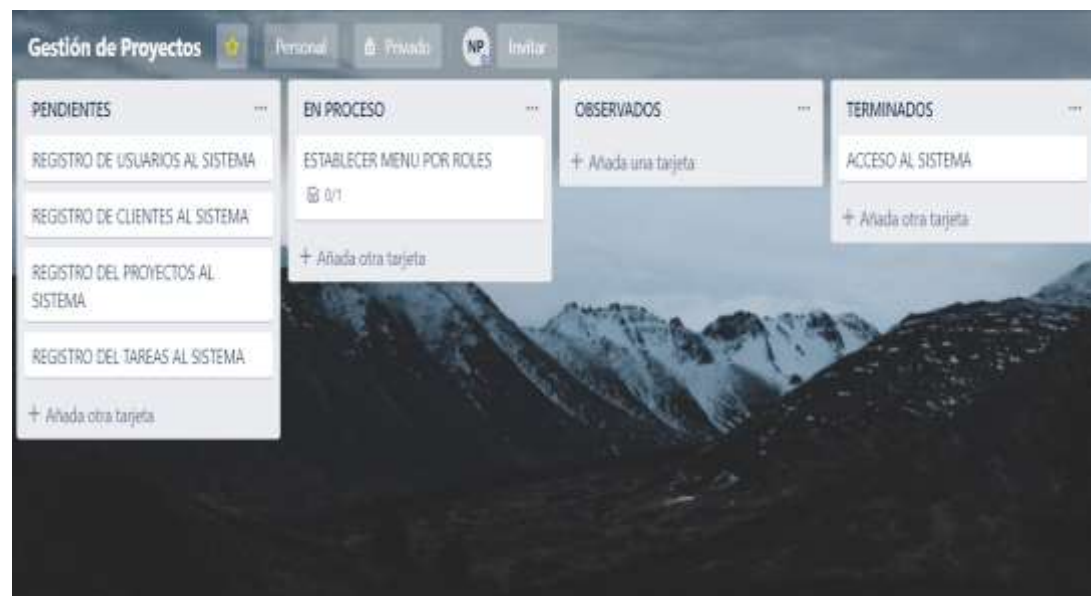 Gestión de Proyectos
Personal
Privado
NP
Invitar
PENDIENTES
REGISTRO DE USUARIOS AL SISTEMA
REGISTRO DE CLIENTES AL SISTEMA
REGISTRO DEL PROYECTOS AL
SISTEMA
REGISTRO DEL TAREAS AL SISTEMA
+ Añada otra tarjeta
EN PROCESO
ESTABLECER MENU POR ROLES
0/1
+ Añada otra tarjeta
OBSERVADOS
+ Añada una tarjeta
TERMINADOS
ACCESO AL SISTEMA
+ Añada otra tarjeta